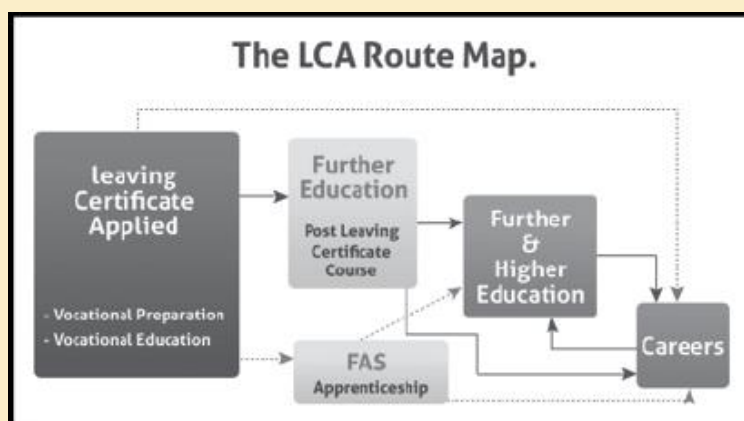 The LCA Route Map.
leaving
Certificate
Applied
- Vocational Preparation
- Vocational Education
Further
Education
Post Leaving
Certificate
Course
FAS
Apprenticeship
Further
&
Higher
Education
Careers